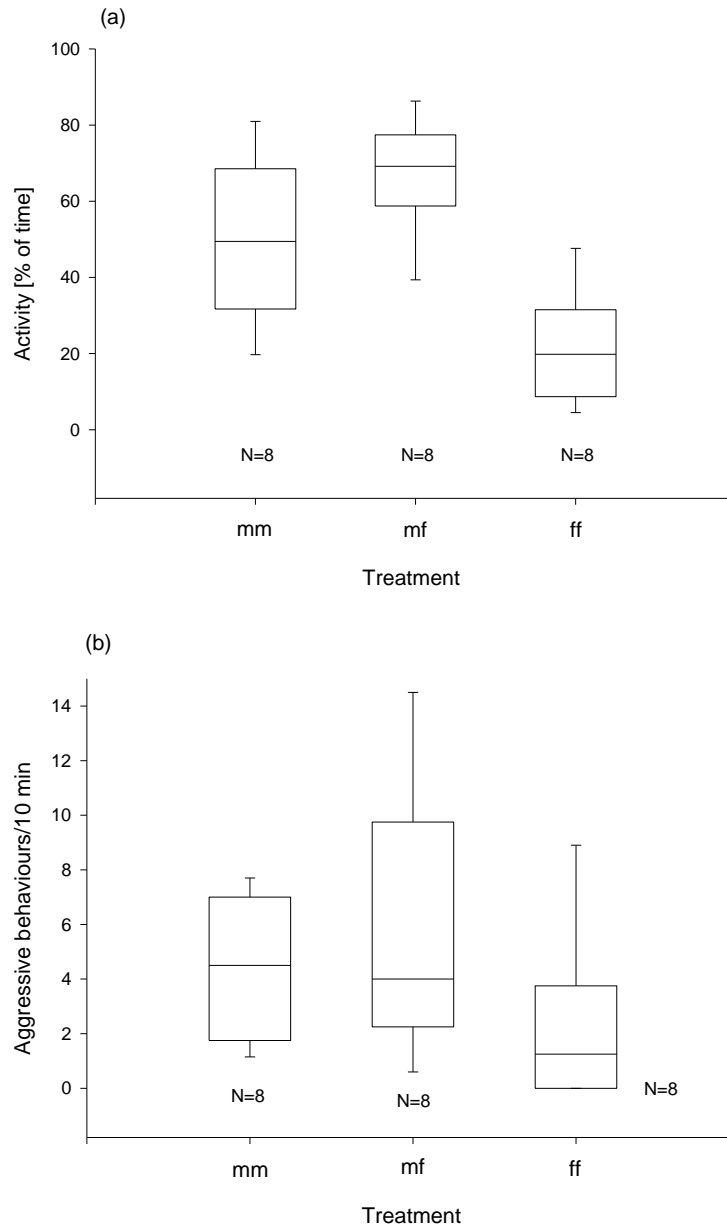 (a)
Activity [% of time]
100
80
60
40
20
0
N=8 N=8 N=8
mm mf ff
Treatment
(b)
Aggressive behaviours/10 min
14
12
10
8
6
4
2
0
N=8 N=8 N=8
mm mf ff
Treatment